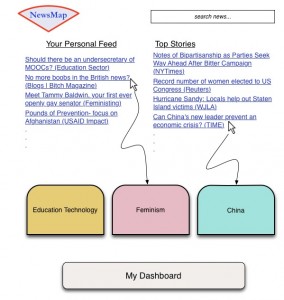 NewsMap
search news...
Your Personal Feed
Should there be an undersecretary of
MOOCs? (Education Sector)
No more boobs in the British news?
(Blogs | Bitch Magazine)
Meet Tammy Baldwin, your first ever
openly gay senator (Feministing)
Pounds of Prevention- focus on
Afghanistan (USAID Impact)
.
.
Top Stories
Notes of Bipartisanship as Parties Seek
Way Ahead After Bitter Campaign
(NYTimes)
Record number of women elected to US
Congress (Reuters)
Hurricane Sandy: Locals help out Staten
Island victims (WJLA)
Can China's new leader prevent an
economic crisis? (TIME)
.
.
Education Technology
Feminism
China
My Dashboard